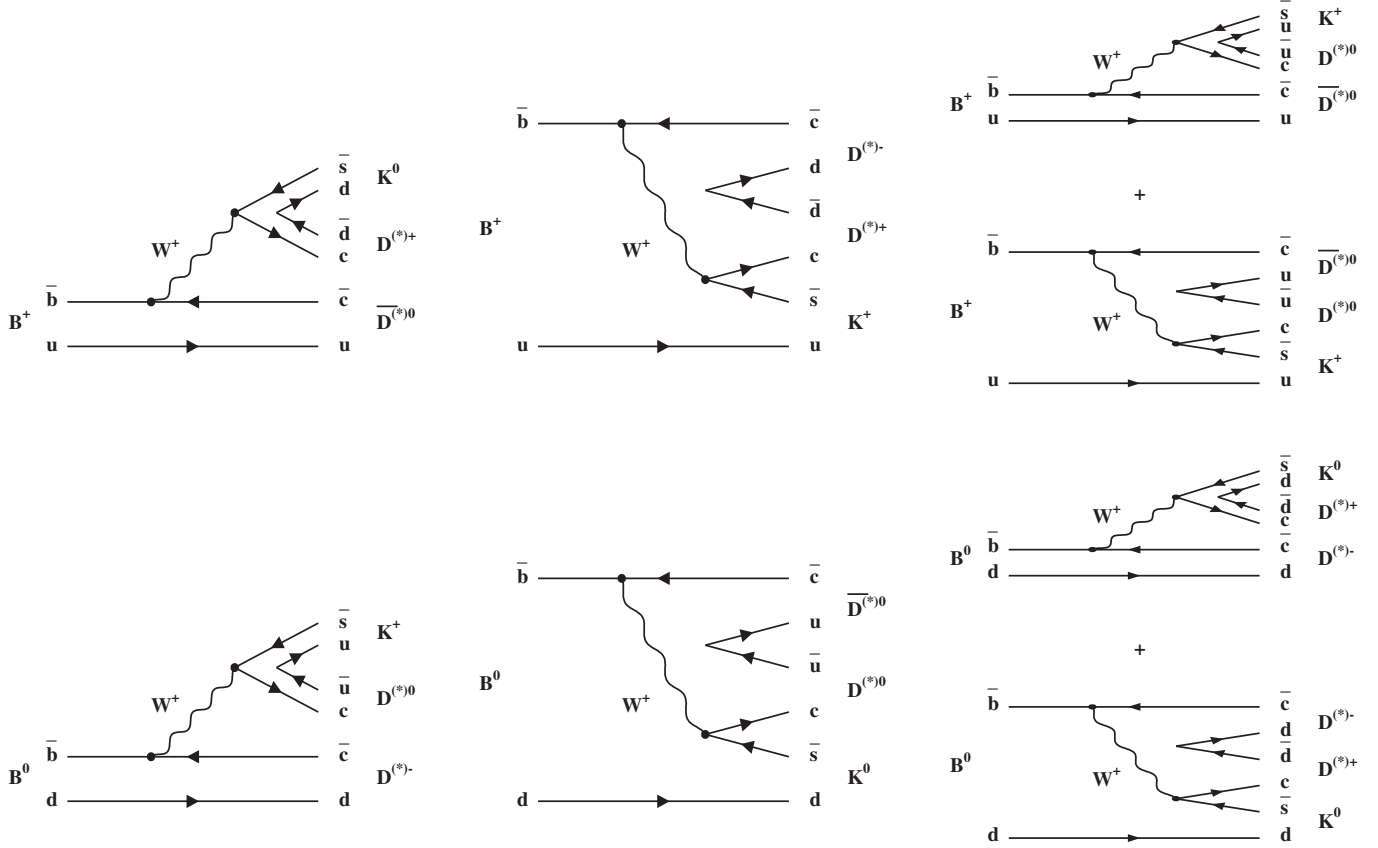 s̅ K⁰
d
W⁺ d̅ D⁽*⁾⁺
c
b̅ c̅ D̅⁽*⁾⁰
B⁺
u u
b̅ c̅
D⁽*⁾⁻
d
B⁺ d̅
D⁽*⁾⁺
W⁺ c
s̅
K⁺
u u
s̅ K⁺
u
W⁺ u̅ D⁽*⁾⁰
c
B⁺ b̅ c̅ D̅⁽*⁾⁰
u u
+
b̅ c̅ D̅⁽*⁾⁰
u
B⁺ u̅ D⁽*⁾⁰
W⁺ c
s̅ K⁺
u u
s̅ K⁺
u
W⁺ u̅ D⁽*⁾⁰
c
b̅ c̅
B⁰ D⁽*⁾⁻
d d
b̅ c̅
D̅⁽*⁾⁰
u
u̅
B⁰ D⁽*⁾⁰
W⁺ c
s̅
K⁰
d d
s̅ K⁰
d
W⁺ d̅ D⁽*⁾⁺
c
B⁰ b̅ c̅ D⁽*⁾⁻
d d
+
b̅ c̅ D⁽*⁾⁻
d
B⁰ d̅ D⁽*⁾⁺
W⁺ c
s̅ K⁰
d d